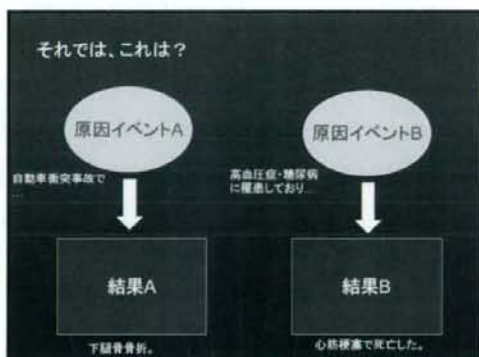 それでは、これは？
原因イベントA
原因イベントB
自動車衝突事故で
…
高血圧症・糖尿病
に罹患しており…
結果A
結果B
下腿骨骨折。
心筋梗塞で死亡した。